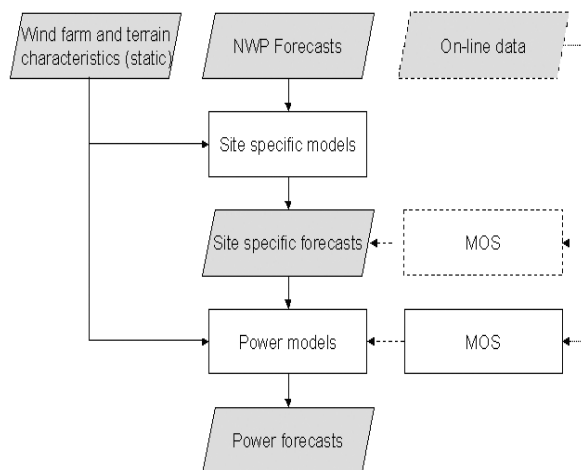 Wind farm and terrain
characteristics (static)
NWP Forecasts
On-line data
Site specific models
Site specific forecasts
MOS
Power models
MOS
Power forecasts